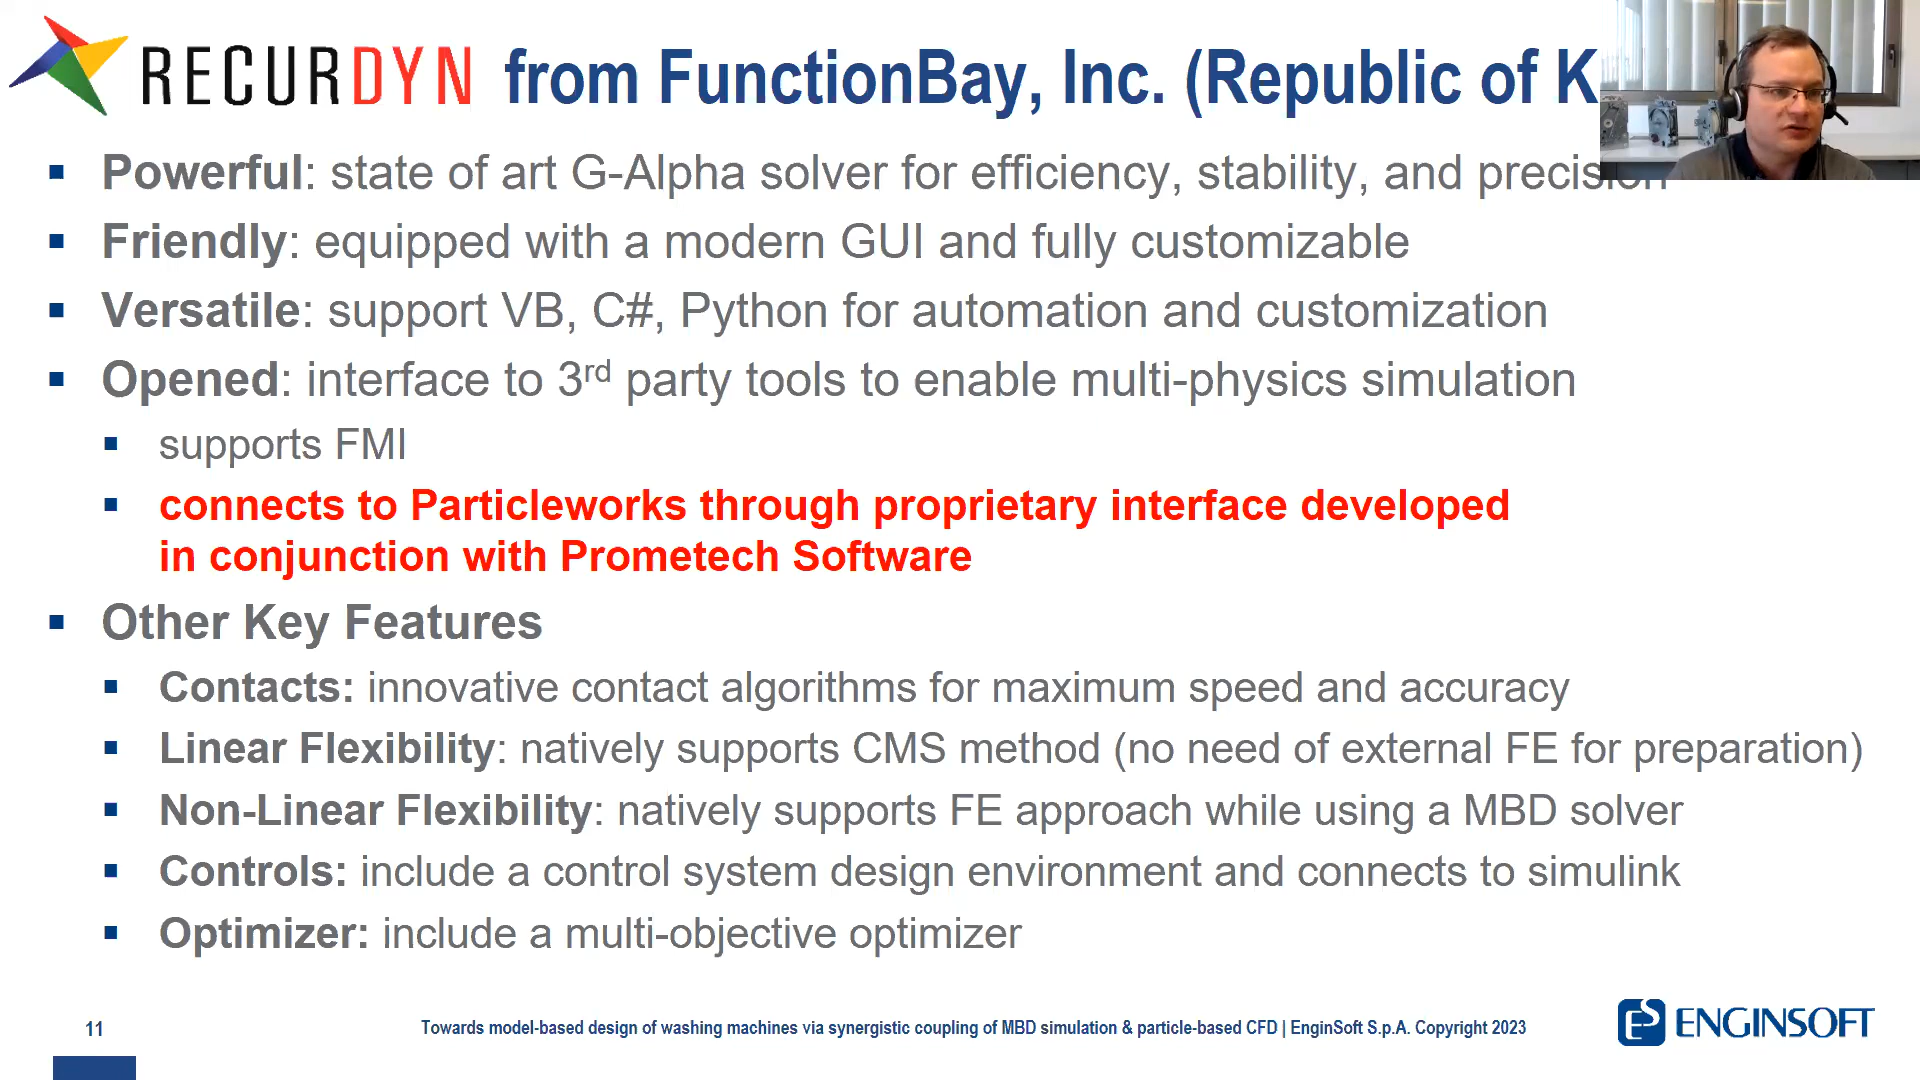 RECURDYN from FunctionBay, Inc. (Republic of K
▪ Powerful: state of art G-Alpha solver for efficiency, stability, and precision
▪ Friendly: equipped with a modern GUI and fully customizable
▪ Versatile: support VB, C#, Python for automation and customization
▪ Opened: interface to 3rd party tools to enable multi-physics simulation
▪ supports FMI
▪ connects to Particleworks through proprietary interface developed
in conjunction with Prometech Software
▪ Other Key Features
▪ Contacts: innovative contact algorithms for maximum speed and accuracy
▪ Linear Flexibility: natively supports CMS method (no need of external FE for preparation)
▪ Non-Linear Flexibility: natively supports FE approach while using a MBD solver
▪ Controls: include a control system design environment and connects to simulink
▪ Optimizer: include a multi-objective optimizer
11
Towards model-based design of washing machines via synergistic coupling of MBD simulation & particle-based CFD | EnginSoft S.p.A. Copyright 2023
ES ENGINSOFT